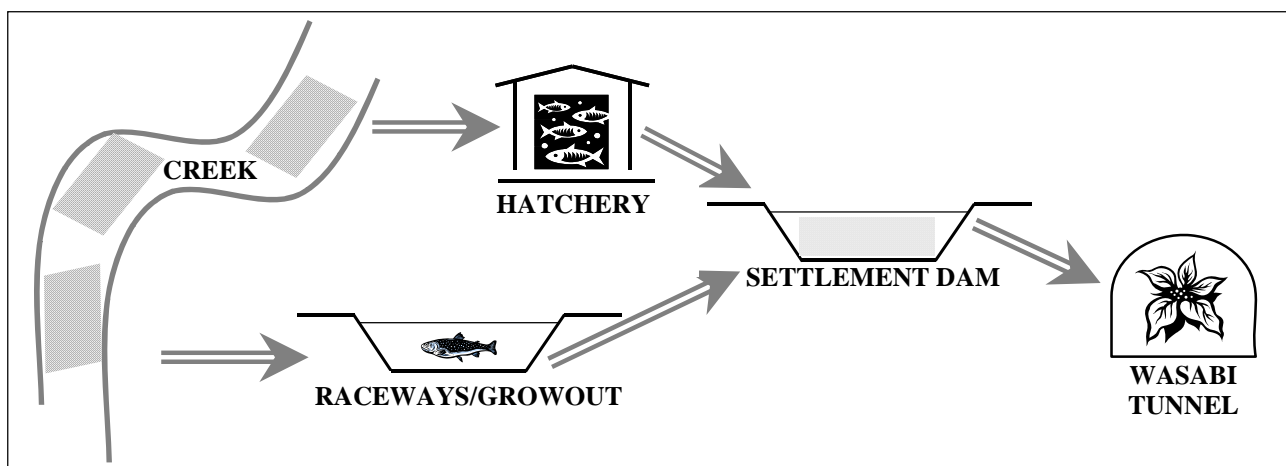 CREEK
HATCHERY
SETTLEMENT DAM
RACEWAYS/GROWOUT
WASABI
TUNNEL